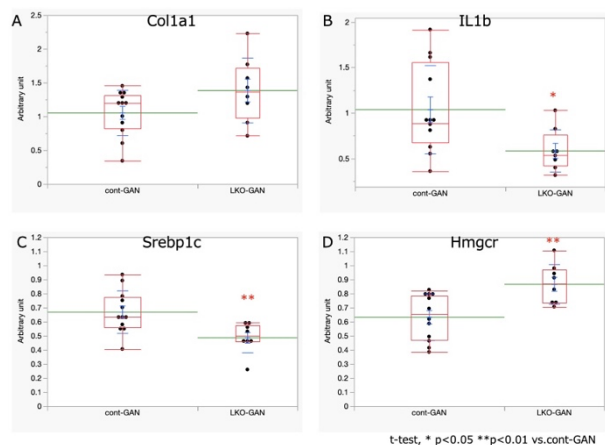 A
Col1a1
Arbitrary unit
2.5
2
1.5
1
0.5
0
cont-GAN
LKO-GAN
B
IL1b
Arbitrary unit
2
1.5
1
0.5
*
cont-GAN
LKO-GAN
C
Srebp1c
Arbitrary unit
1.2
1.1
1
0.9
0.8
0.7
0.6
0.5
0.4
0.3
0.2
0.1
0
**
cont-GAN
LKO-GAN
D
Hmgcr
Arbitrary unit
1.2
1.1
1
0.9
0.8
0.7
0.6
0.5
0.4
0.3
0.2
0.1
0
**
cont-GAN
LKO-GAN
t-test, * p<0.05 **p<0.01 vs.cont-GAN